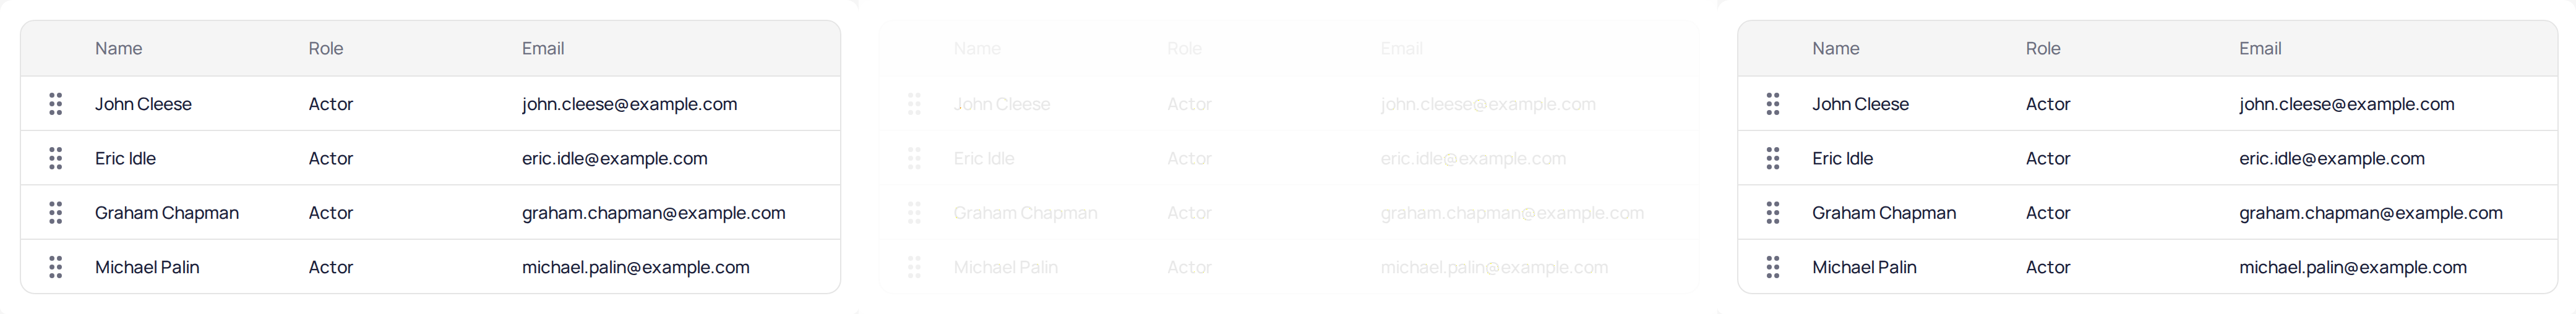 Name Role Email
John Cleese Actor john.cleese@example.com
Eric Idle Actor eric.idle@example.com
Graham Chapman Actor graham.chapman@example.com
Michael Palin Actor michael.palin@example.com
Name Role Email
John Cleese Actor john.cleese@example.com
Eric Idle Actor eric.idle@example.com
Graham Chapman Actor graham.chapman@example.com
Michael Palin Actor michael.palin@example.com
Name Role Email
John Cleese Actor john.cleese@example.com
Eric Idle Actor eric.idle@example.com
Graham Chapman Actor graham.chapman@example.com
Michael Palin Actor michael.palin@example.com